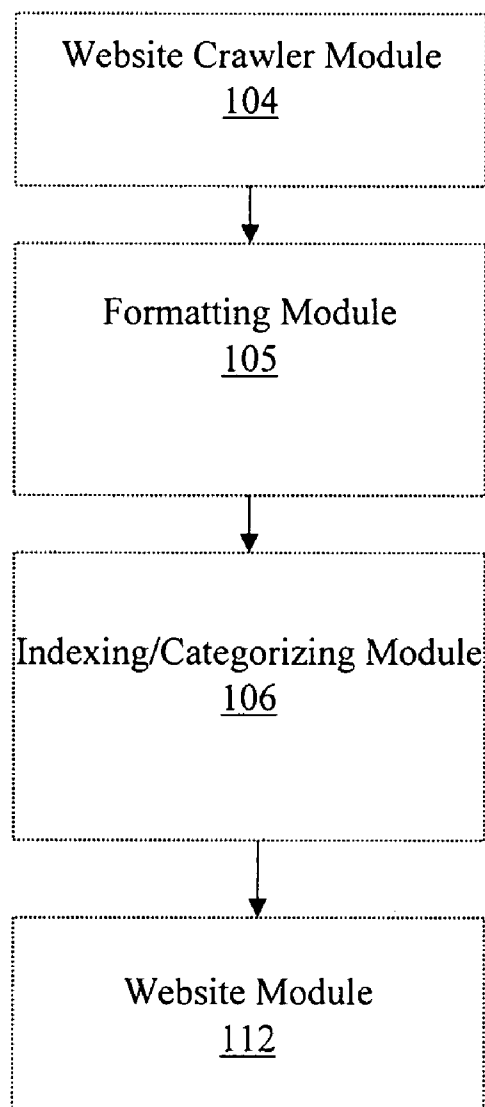 Website Crawler Module
104
Formatting Module
105
Indexing/Categorizing Module
106
Website Module
112